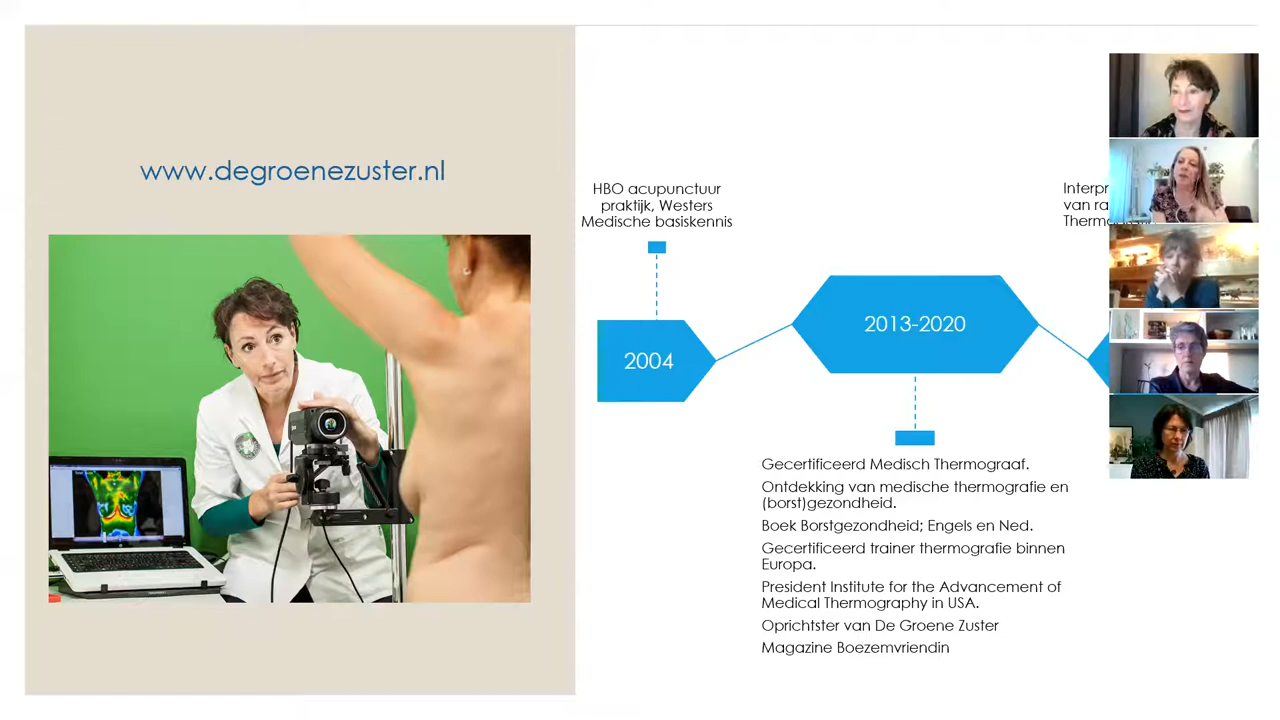 www.degroenezuster.nl
HBO acupunctuur
praktijk, Westers
Medische basiskennis
2004
2013-2020
Gecertificeerd Medisch Thermograaf.
Ontdekking van medische thermografie en
(borst)gezondheid.
Boek Borstgezondheid; Engels en Ned.
Gecertificeerd trainer thermografie binnen
Europa.
President Institute for the Advancement of
Medical Thermography in USA.
Oprichtster van De Groene Zuster
Magazine Boezemvriendin
van